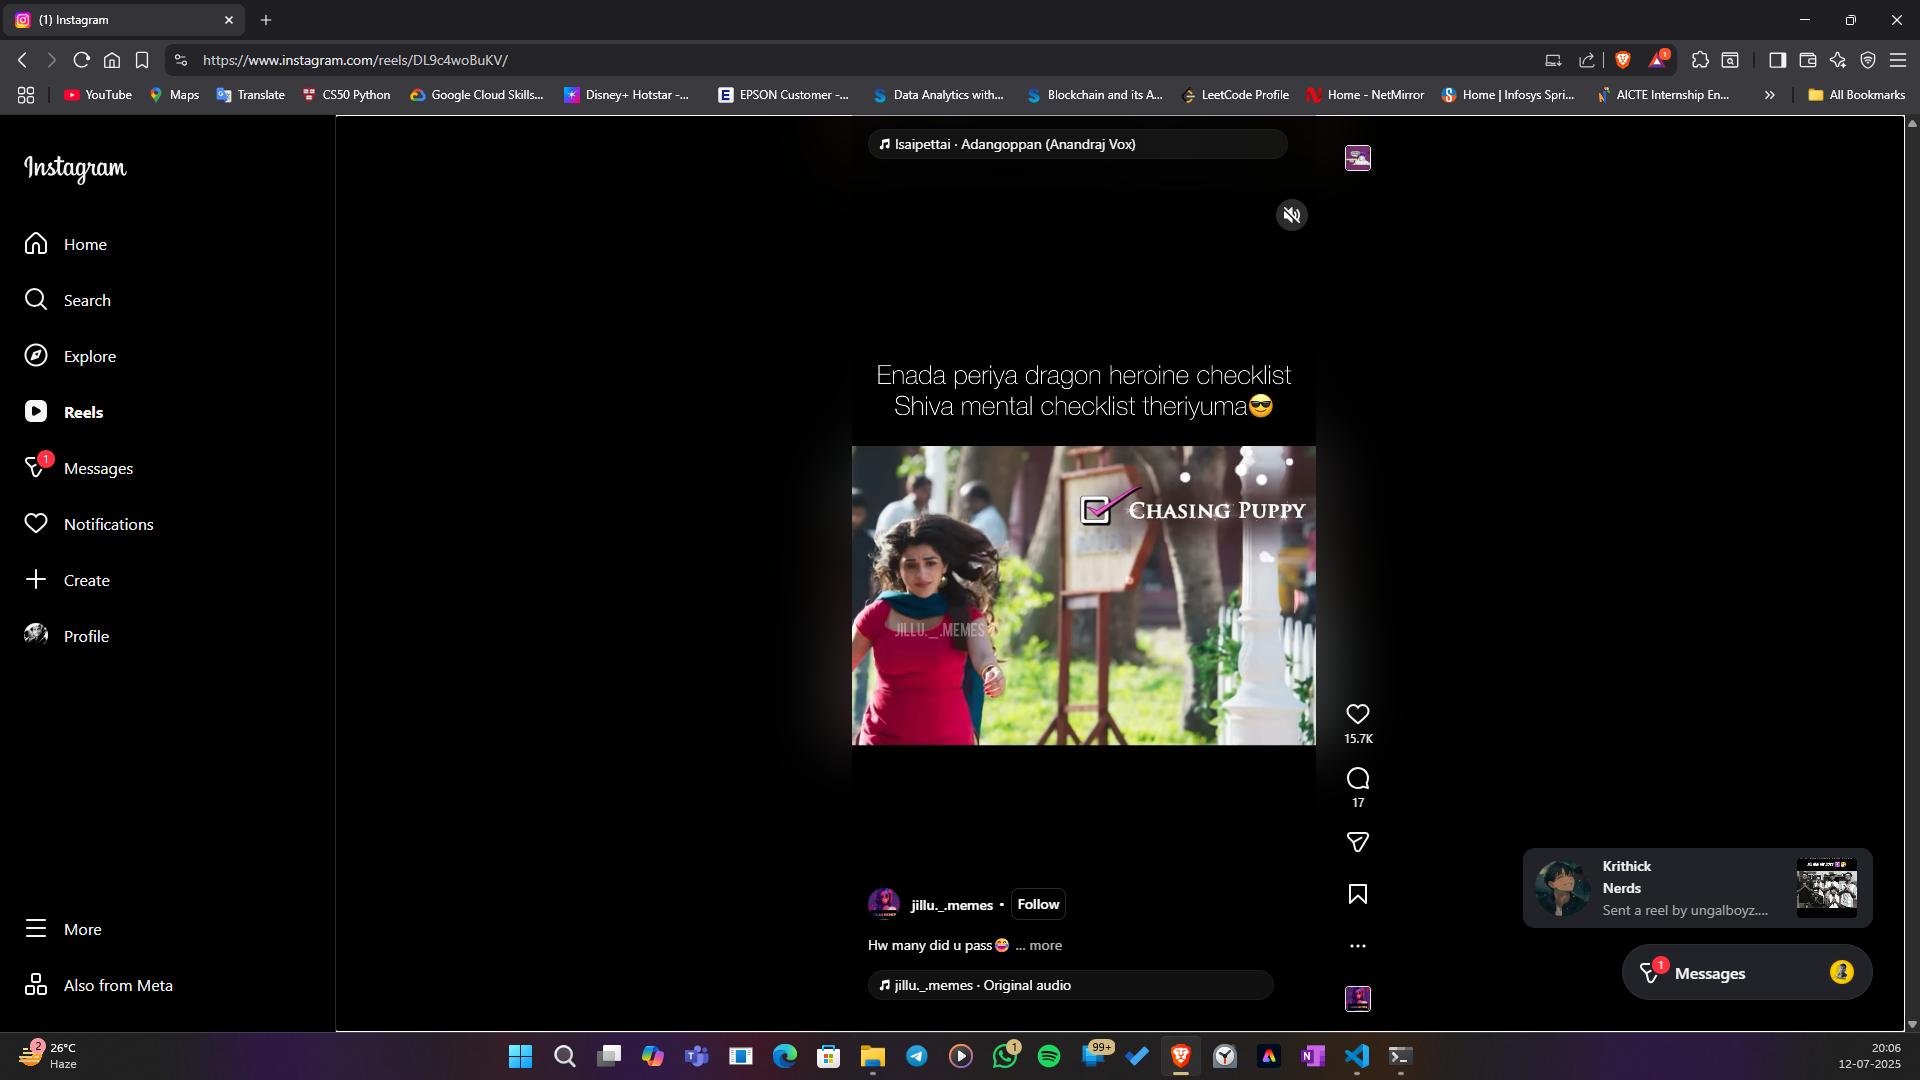 (1) Instagram
https://www.instagram.com/reels/DL9c4woBuKV/
1
YouTube
Maps
Translate
CS50 Python
Google Cloud Skills...
Disney+ Hotstar -...
EPSON Customer -...
Data Analytics with...
Blockchain and its A...
LeetCode Profile
Home - NetMirror
Home | Infosys Spri...
AICTE Internship En...
All Bookmarks
Instagram
Home
Search
Explore
Reels
1
Messages
Notifications
Create
Profile
More
Also from Meta
Isaipettai · Adangoppan (Anandraj Vox)
Enada periya dragon heroine checklist
Shiva mental checklist theriyuma😎
CHASING PUPPY
JILLU._.MEMES
15.7K
17
jillu._.memes • Follow
Hw many did u pass😂 ... more
jillu._.memes · Original audio
Krithick
Nerds
Sent a reel by ungalboyz....
1
Messages
2
26°C
Haze
1
99+
20:06
12-07-2025